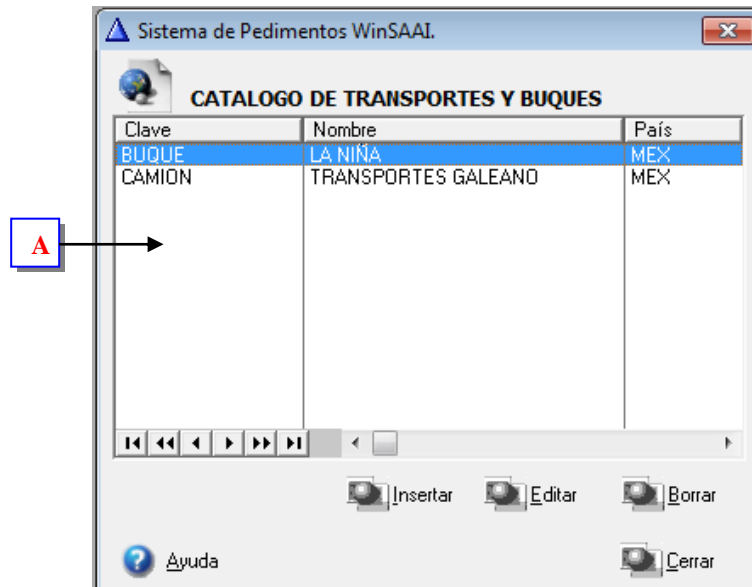 Sistema de Pedimentos WinSAAI.
CATALOGO DE TRANSPORTES Y BUQUES
Clave Nombre País
BUQUE LA NIÑA MEX
CAMION TRANSPORTES GALEANO MEX
A
Insertar Editar Borrar
Ayuda Cerrar